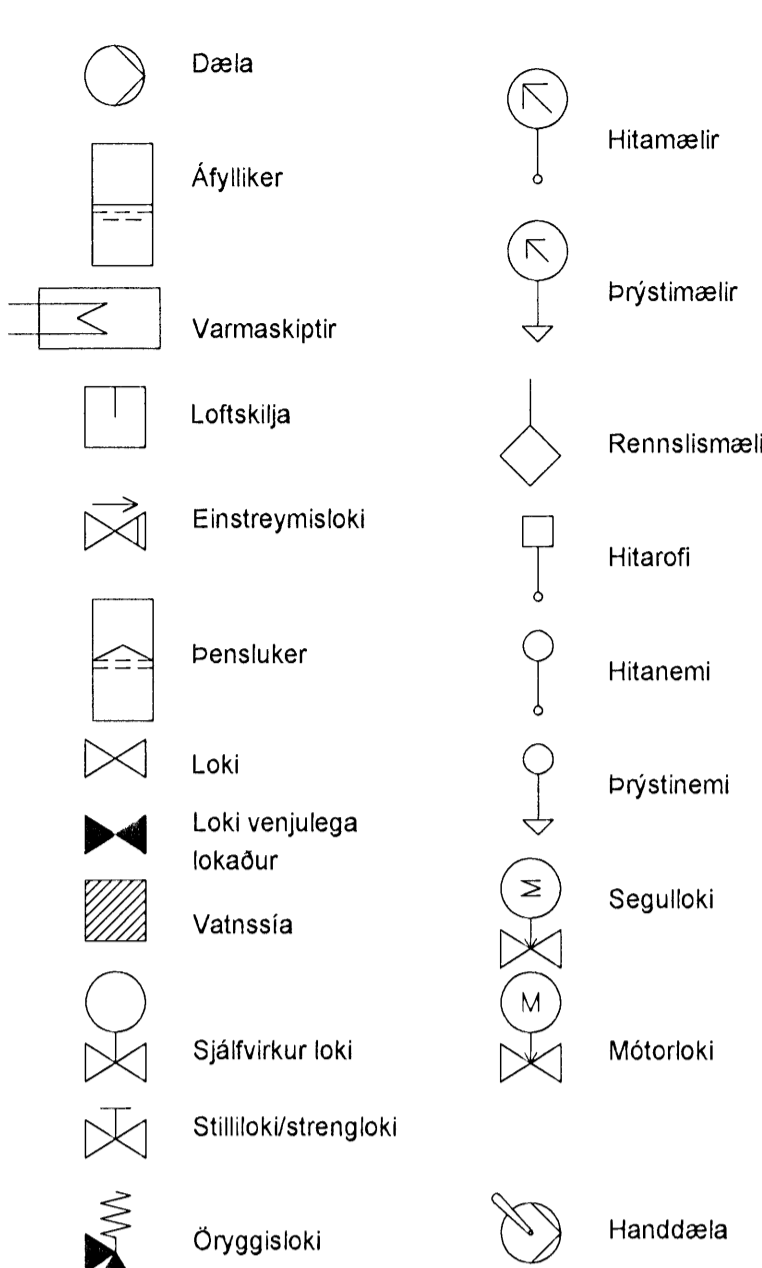 Dæla
Áfylliker
Varmaskiptir
Loftskilja
Einstreymisloki
Þensluker
Loki
Loki venjulega
lokaður
Vatnssía
Sjálfvirkur loki
Stilliloki/strengloki
Öryggisloki
Hitamælir
Þrýstimælir
Rennslismæli
Hitarofi
Hitanemi
Þrýstinemi
M
Segulloki
M
Mótorloki
Handdæla